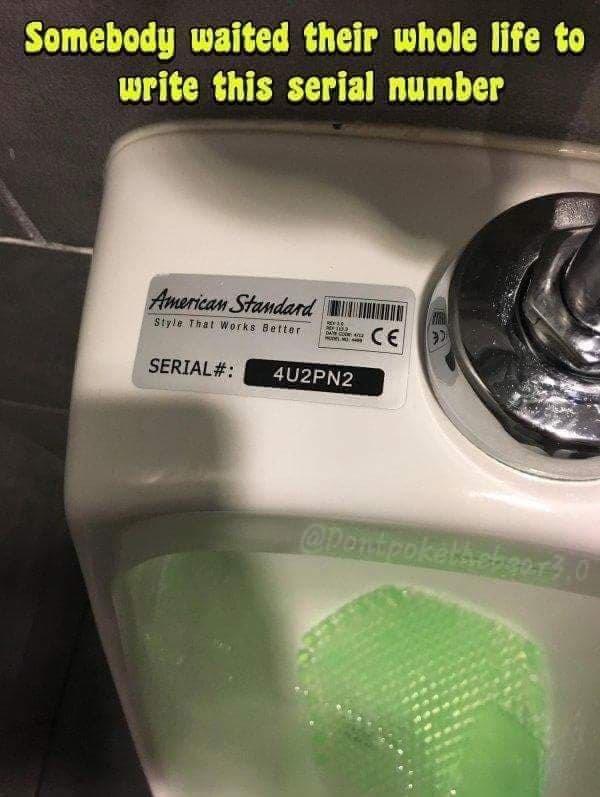 Somebody waited their whole life to
write this serial number
American Standard
Style That Works Better
CE
SERIAL#:
4U2PN2